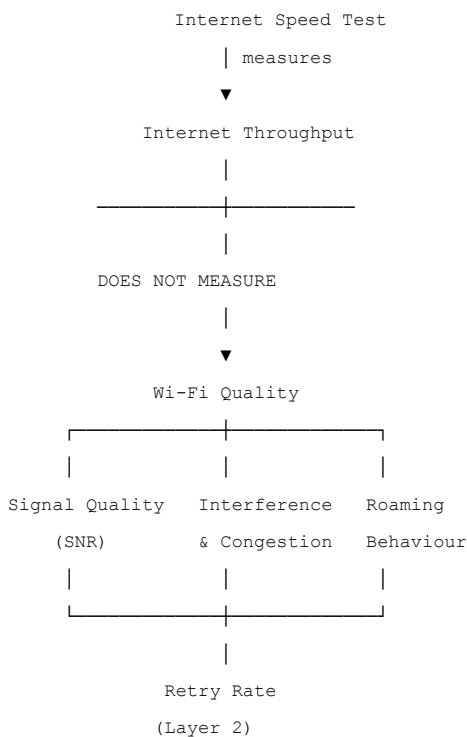 Internet Speed Test
measures
Internet Throughput
DOES NOT MEASURE
Wi-Fi Quality
Signal Quality Interference Roaming
(SNR) & Congestion Behaviour
Retry Rate
(Layer 2)